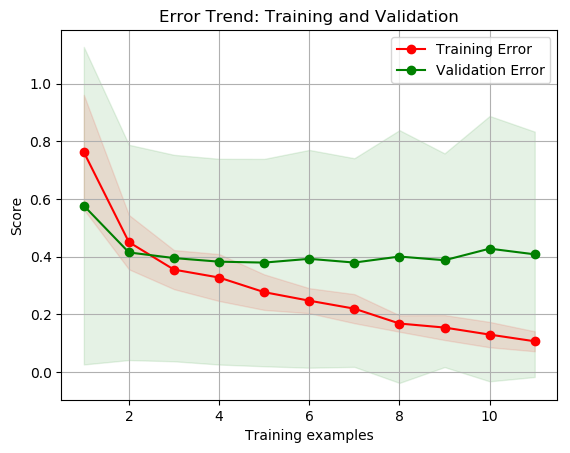 Error Trend: Training and Validation
Training Error
Validation Error
Score
1.0
0.8
0.6
0.4
0.2
0.0
2
4
6
8
10
Training examples